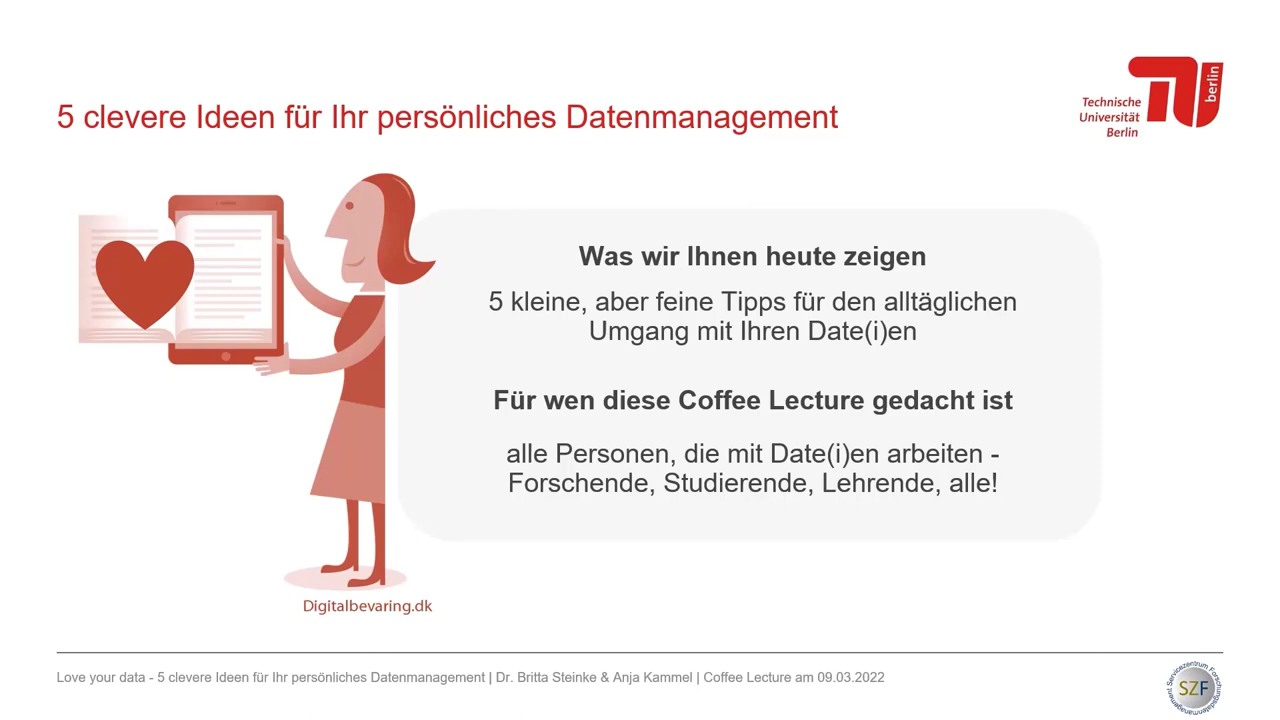 5 clevere Ideen für Ihr persönliches Datenmanagement
Technische
Universität
Berlin
berlin
Was wir Ihnen heute zeigen
5 kleine, aber feine Tipps für den alltäglichen
Umgang mit Ihren Date(i)en
Für wen diese Coffee Lecture gedacht ist
alle Personen, die mit Date(i)en arbeiten -
Forschende, Studierende, Lehrende, alle!
Digitalbevaring.dk
Love your data - 5 clevere Ideen für Ihr persönliches Datenmanagement | Dr. Britta Steinke & Anja Kammel | Coffee Lecture am 09.03.2022
Servicezentrum Forschungsdatenmanagement
SZF